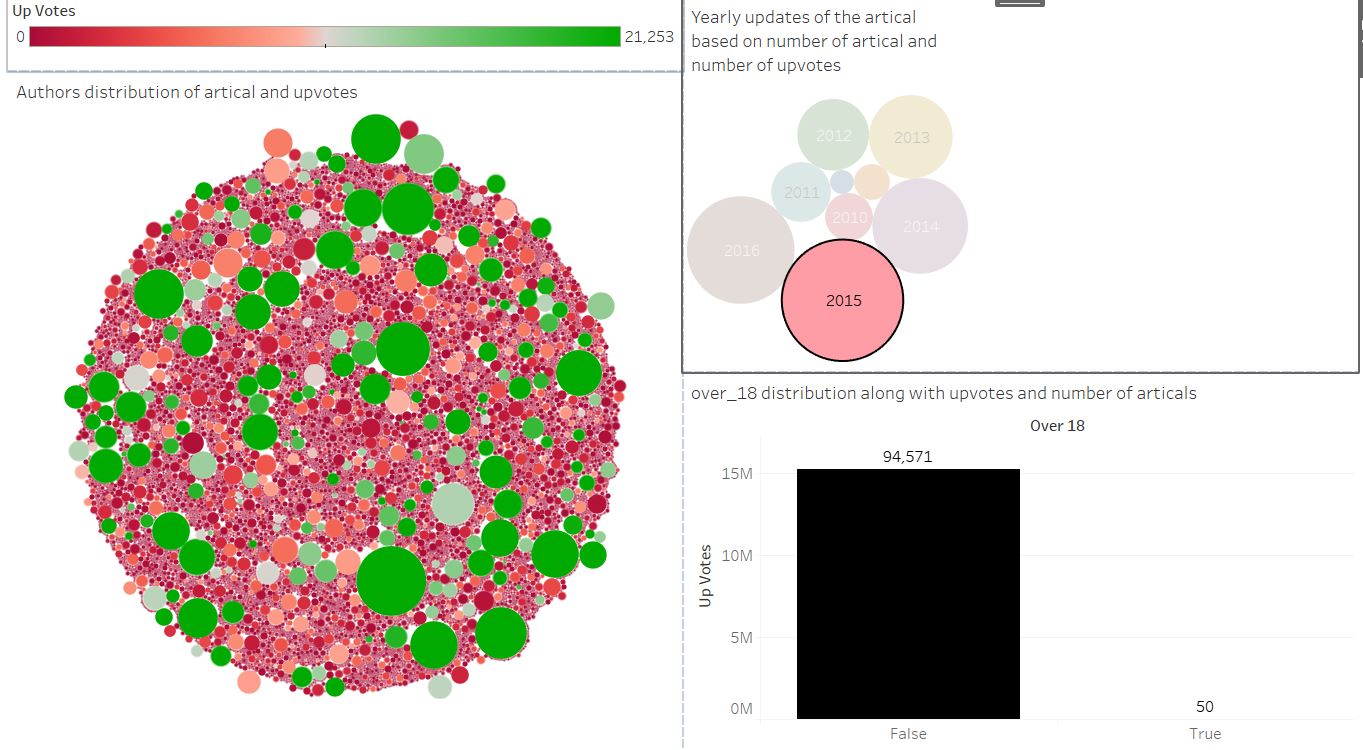 Up Votes
0
21,253
Authors distribution of artical and upvotes
Yearly updates of the artical
based on number of artical and
number of upvotes
2012
2013
2011
2010
2014
2016
2015
over_18 distribution along with upvotes and number of articals
Over 18
94,571
15M
10M
Up Votes
5M
50
0M
False
True